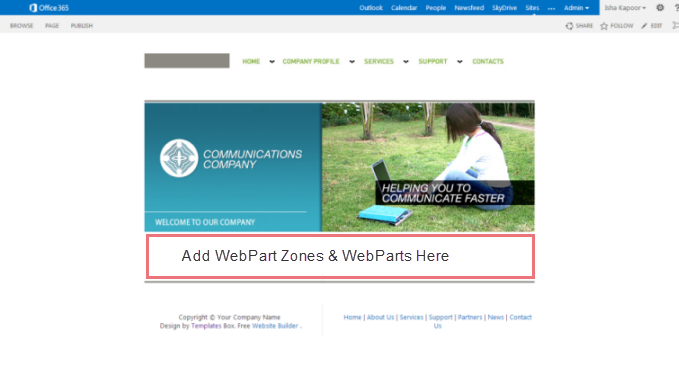 Office 365
Outlook Calendar People Newsfeed SkyDrive Sites ••• Admin Isha Kapoor
BROWSE PAGE PUBLISH
SHARE FOLLOW EDIT
HOME COMPANY PROFILE SERVICES SUPPORT CONTACTS
COMMUNICATIONS
COMPANY
WELCOME TO OUR COMPANY
HELPING YOU TO
COMMUNICATE FASTER
Add WebPart Zones & WebParts Here
Copyright © Your Company Name
Design by Templates Box. Free Website Builder .
Home | About Us | Services | Support | Partners | News | Contact
Us